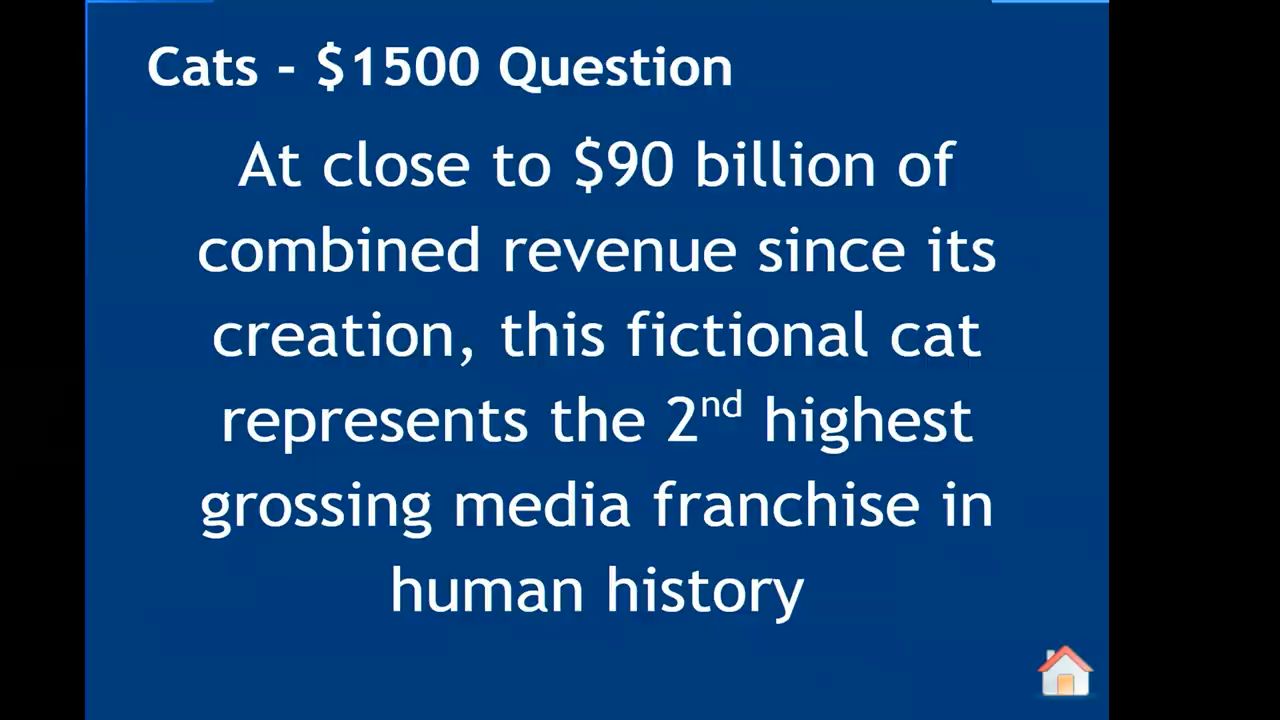 Cats - $1500 Question
At close to $90 billion of
combined revenue since its
creation, this fictional cat
represents the 2nd highest
grossing media franchise in
human history